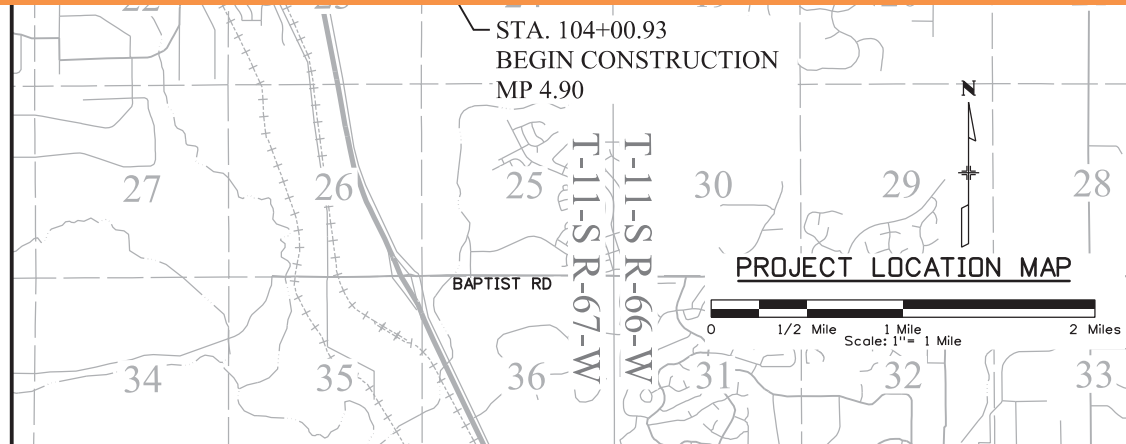 STA. 104+00.93
BEGIN CONSTRUCTION
MP 4.90
N
T-11-S R-67-W
T-11-S R-66-W
27
26
25
30
29
28
BAPTIST RD
PROJECT LOCATION MAP
0 1/2 Mile 1 Mile 2 Miles
Scale: 1"= 1 Mile
34
35
36
31
32
33